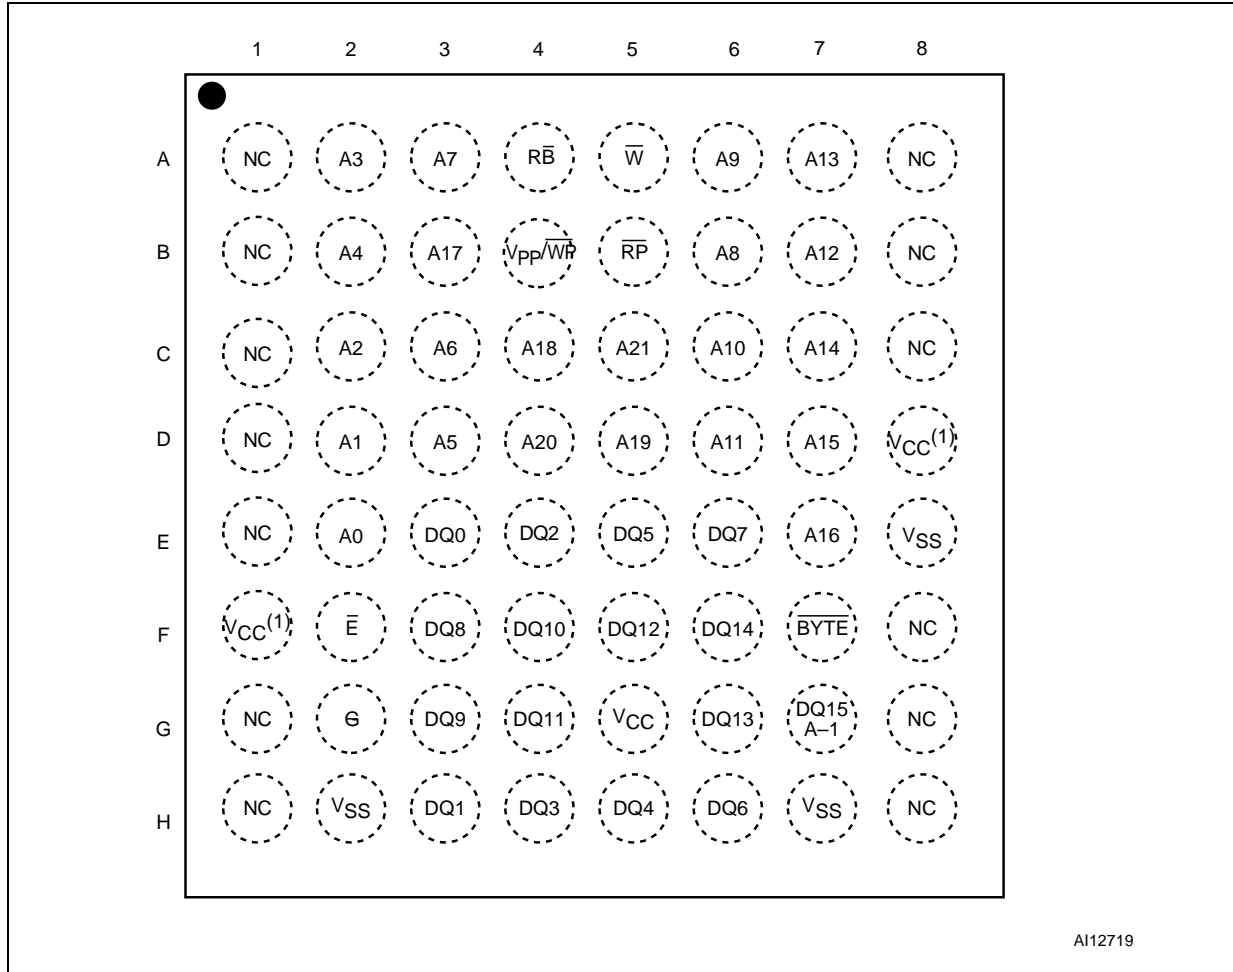 1 2 3 4 5 6 7 8
A NC A3 A7 RB̅ W̅ A9 A13 NC
B NC A4 A17 VPP/W̅P̅ R̅P̅ A8 A12 NC
C NC A2 A6 A18 A21 A10 A14 NC
D NC A1 A5 A20 A19 A11 A15 VCC(1)
E NC A0 DQ0 DQ2 DQ5 DQ7 A16 VSS
F VCC(1) E̅ DQ8 DQ10 DQ12 DQ14 B̅Y̅T̅E̅ NC
G NC G̅ DQ9 DQ11 VCC DQ13 DQ15 A–1 NC
H NC VSS DQ1 DQ3 DQ4 DQ6 VSS NC
AI12719